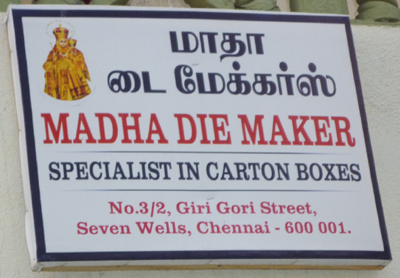 மாதா
டை மேக்கர்ஸ்
MADHA DIE MAKER
SPECIALIST IN CARTON BOXES
No.3/2, Giri Gori Street,
Seven Wells, Chennai - 600 001.